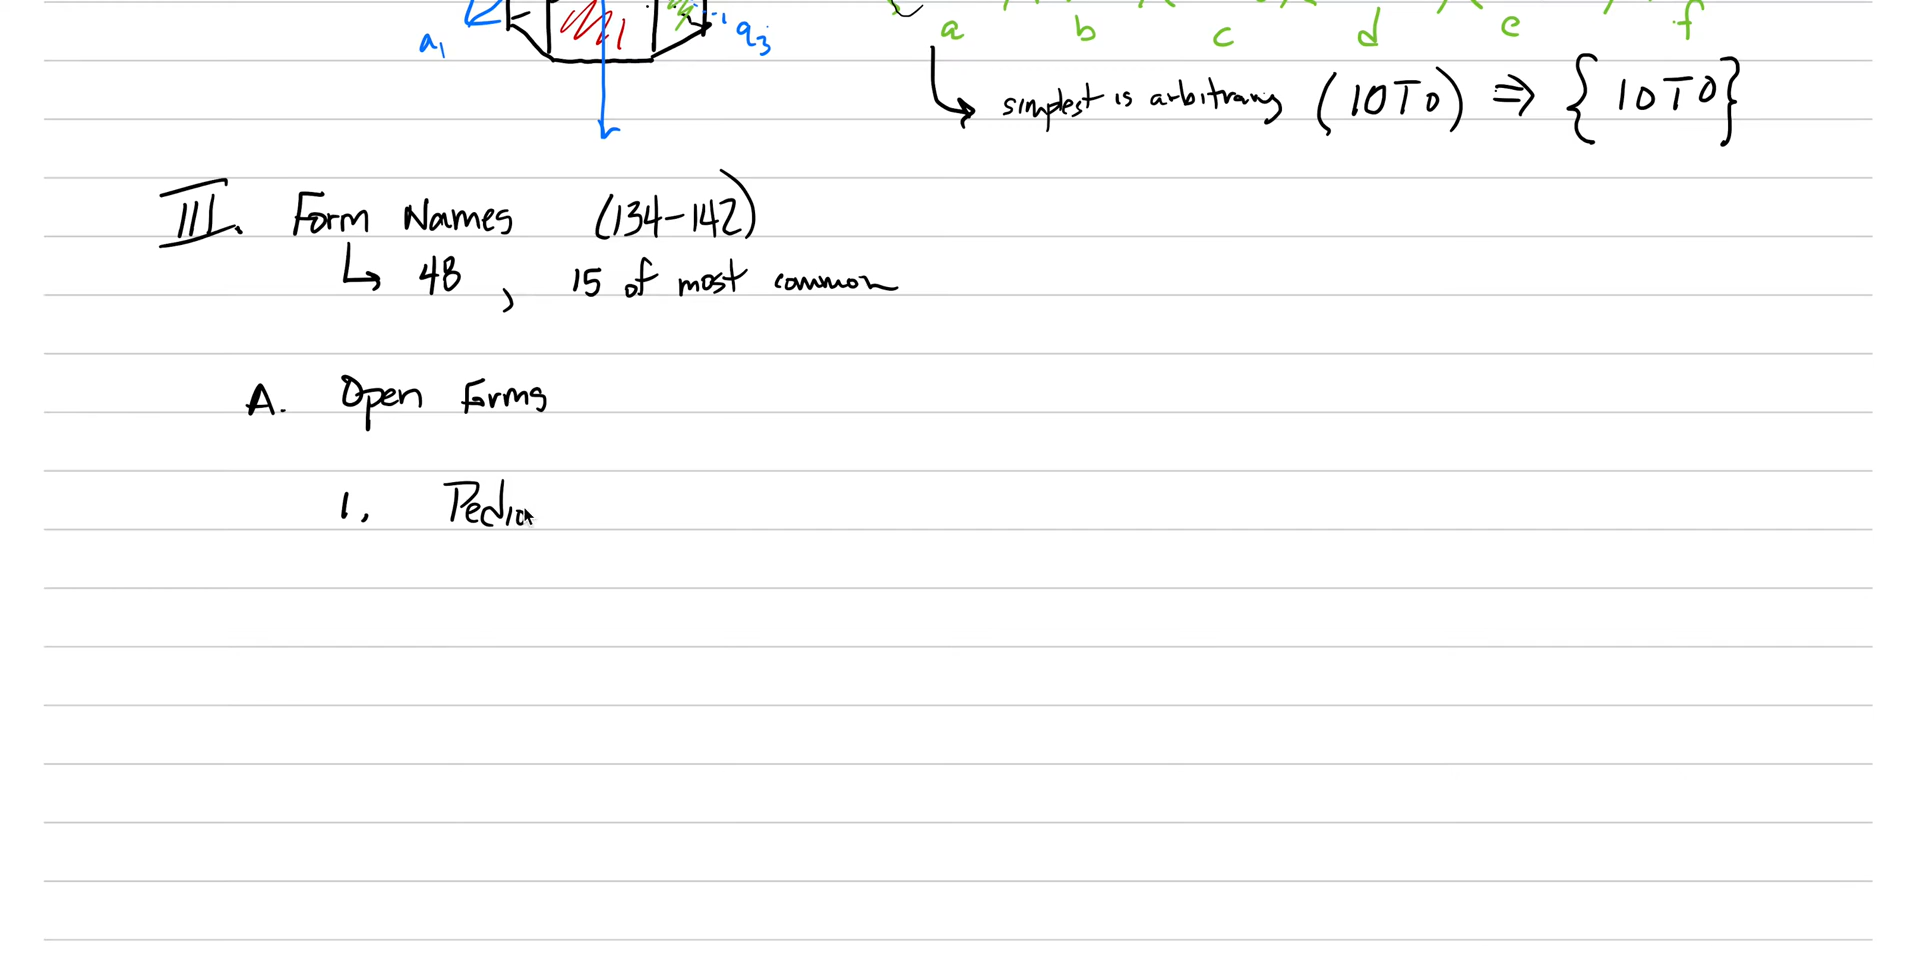 a₁ a₃ a b c d e f
simplest is arbitrary (10T0) ⇒ {10T0}
III. Form Names (134-142)
↳ 48, 15 of most common
A. Open Forms
1. Pedio